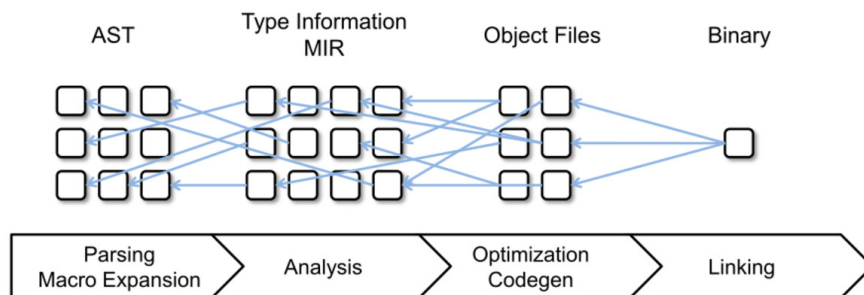 AST
Type Information
MIR
Object Files
Binary
Parsing
Macro Expansion
Analysis
Optimization
Codegen
Linking